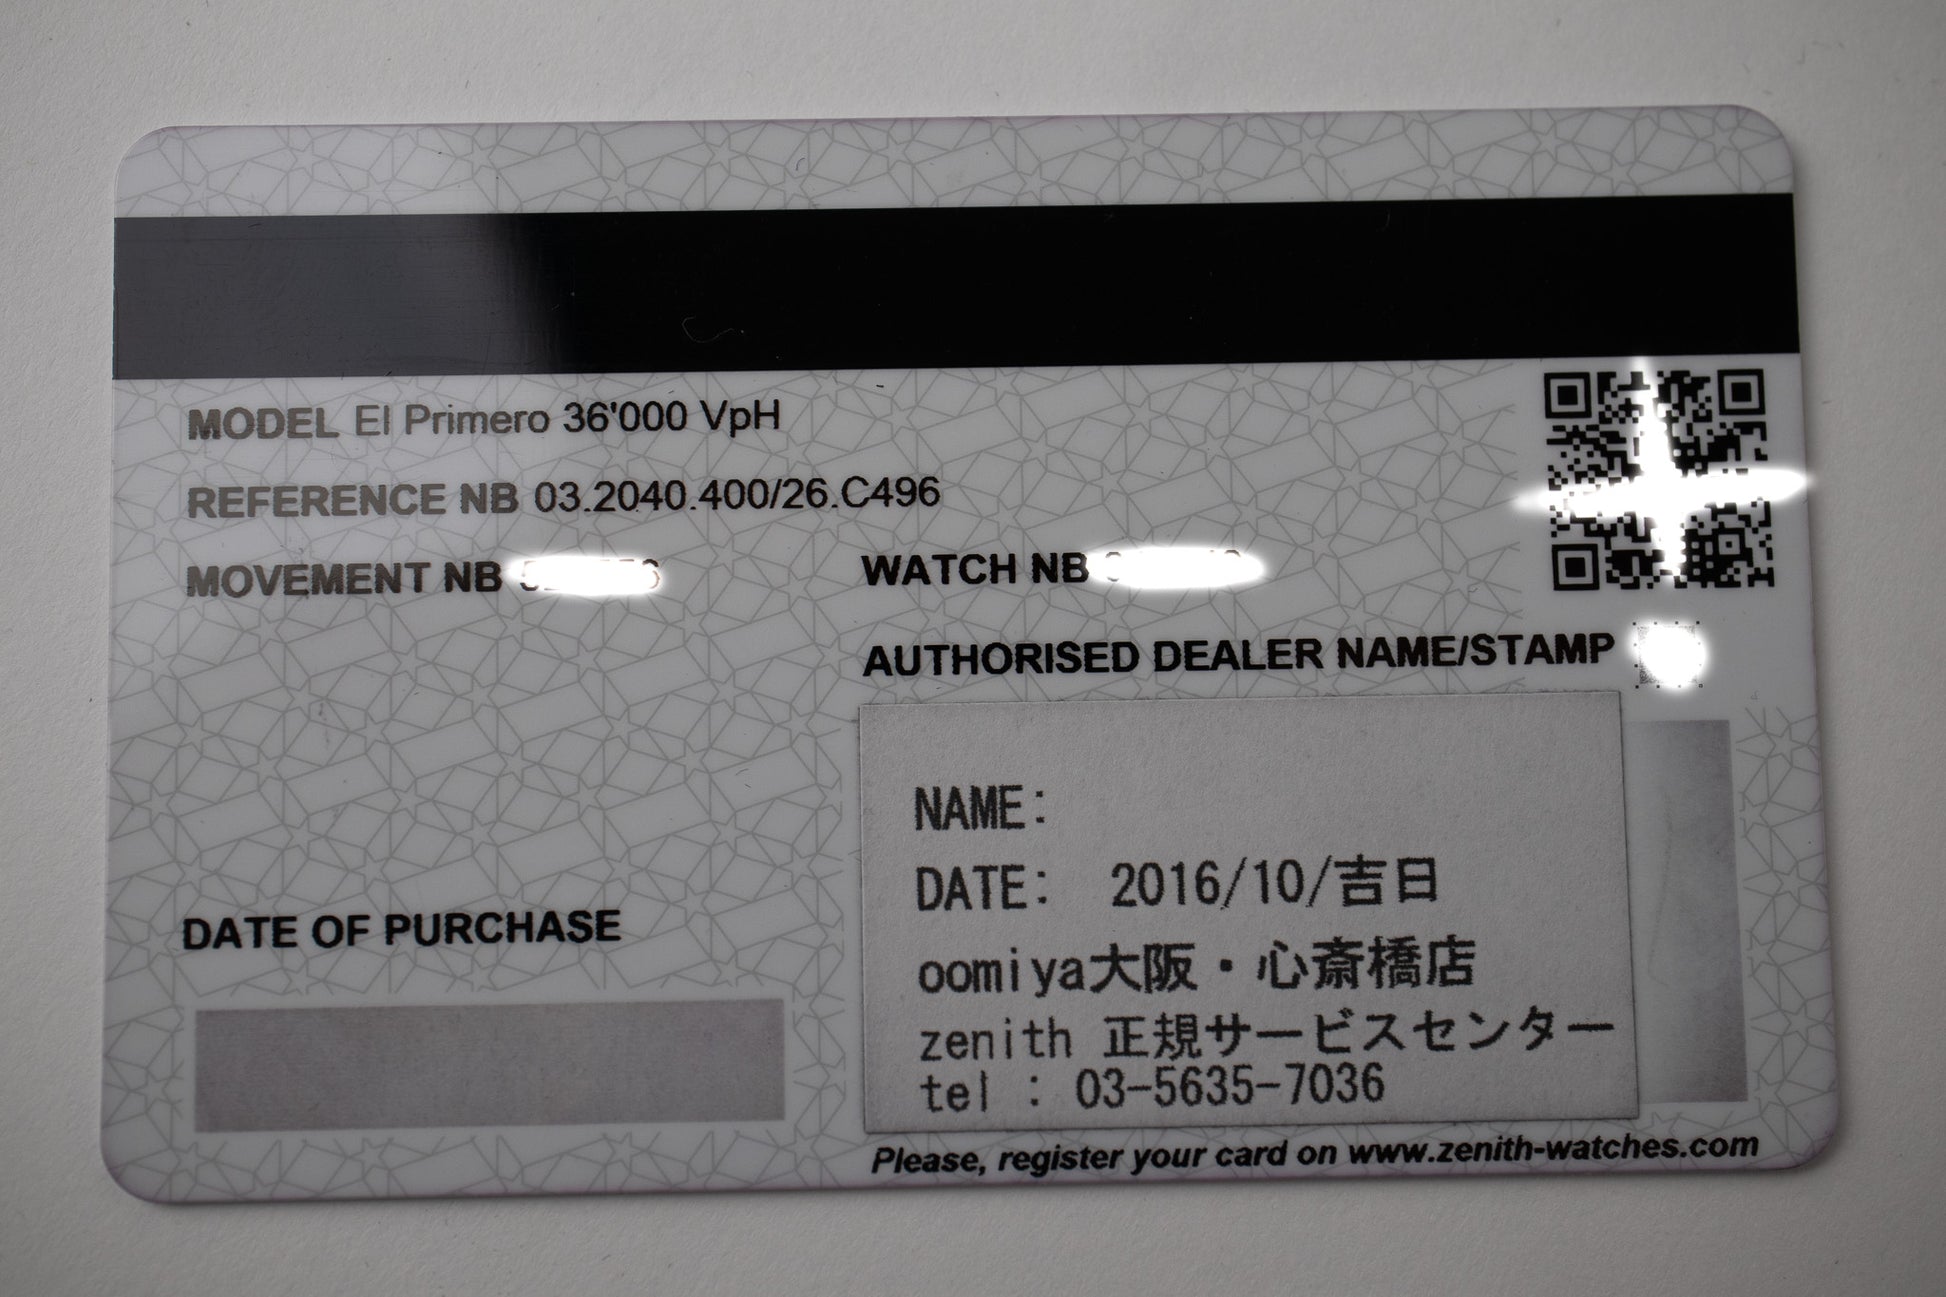 MODEL El Primero 36'000 VpH
REFERENCE NB 03.2040.400/26.C496
MOVEMENT NB
WATCH NB
AUTHORISED DEALER NAME/STAMP
NAME:
DATE: 2016/10/吉日
oomiya大阪・心斎橋店
zenith 正規サービスセンター
tel : 03-5635-7036
DATE OF PURCHASE
Please, register your card on www.zenith-watches.com